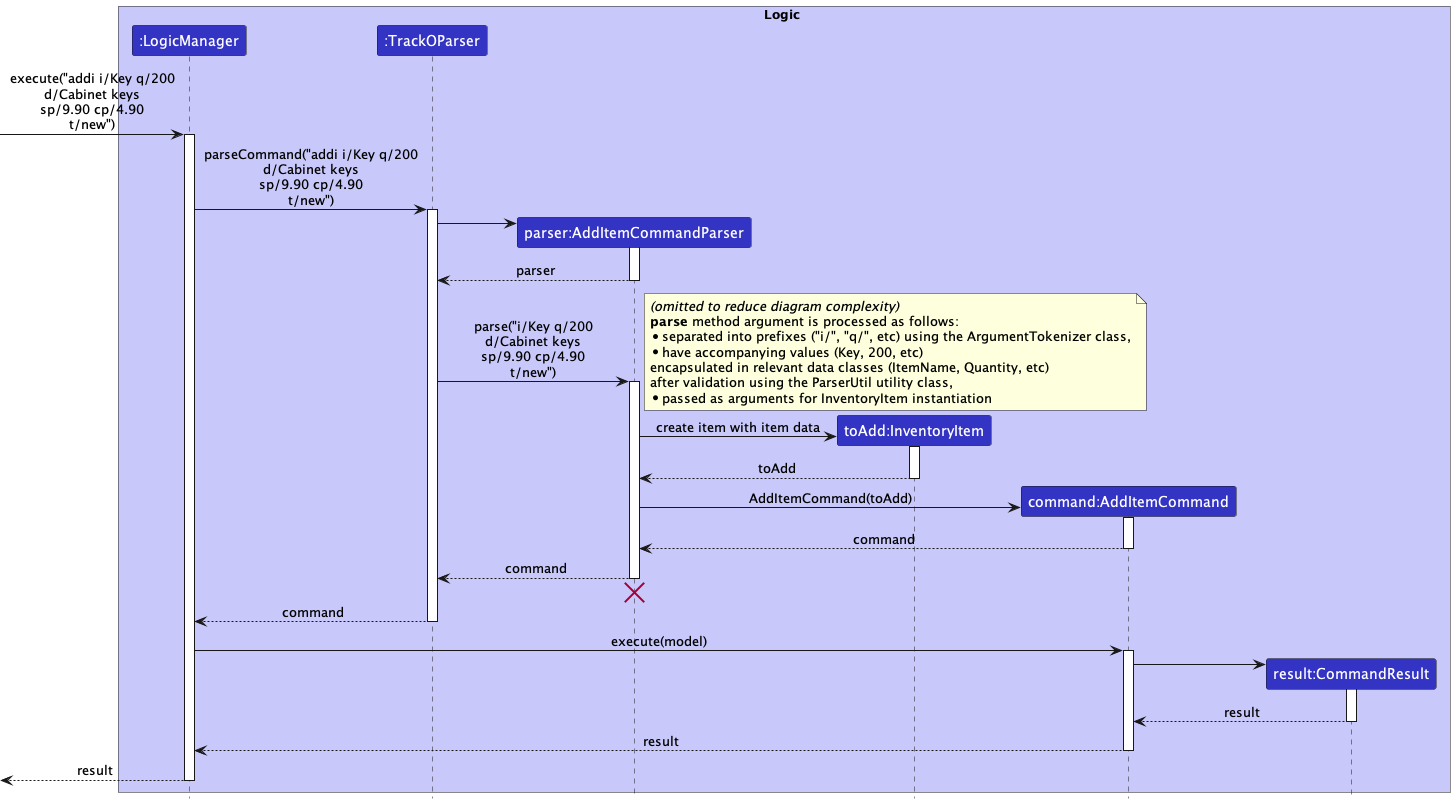 Logic
:LogicManager
:TrackOParser
execute("addi i/Key q/200
d/Cabinet keys
sp/9.90 cp/4.90
t/new")
parseCommand("addi i/Key q/200
d/Cabinet keys
sp/9.90 cp/4.90
t/new")
parser:AddItemCommandParser
parser
(omitted to reduce diagram complexity)
parse method argument is processed as follows:
• separated into prefixes ("i/", "q/", etc) using the ArgumentTokenizer class,
• have accompanying values (Key, 200, etc)
encapsulated in relevant data classes (ItemName, Quantity, etc)
after validation using the ParserUtil utility class,
• passed as arguments for InventoryItem instantiation
parse("i/Key q/200
d/Cabinet keys
sp/9.90 cp/4.90
t/new")
create item with item data
toAdd:InventoryItem
toAdd
AddItemCommand(toAdd)
command:AddItemCommand
command
command
command
execute(model)
result:CommandResult
result
result
result